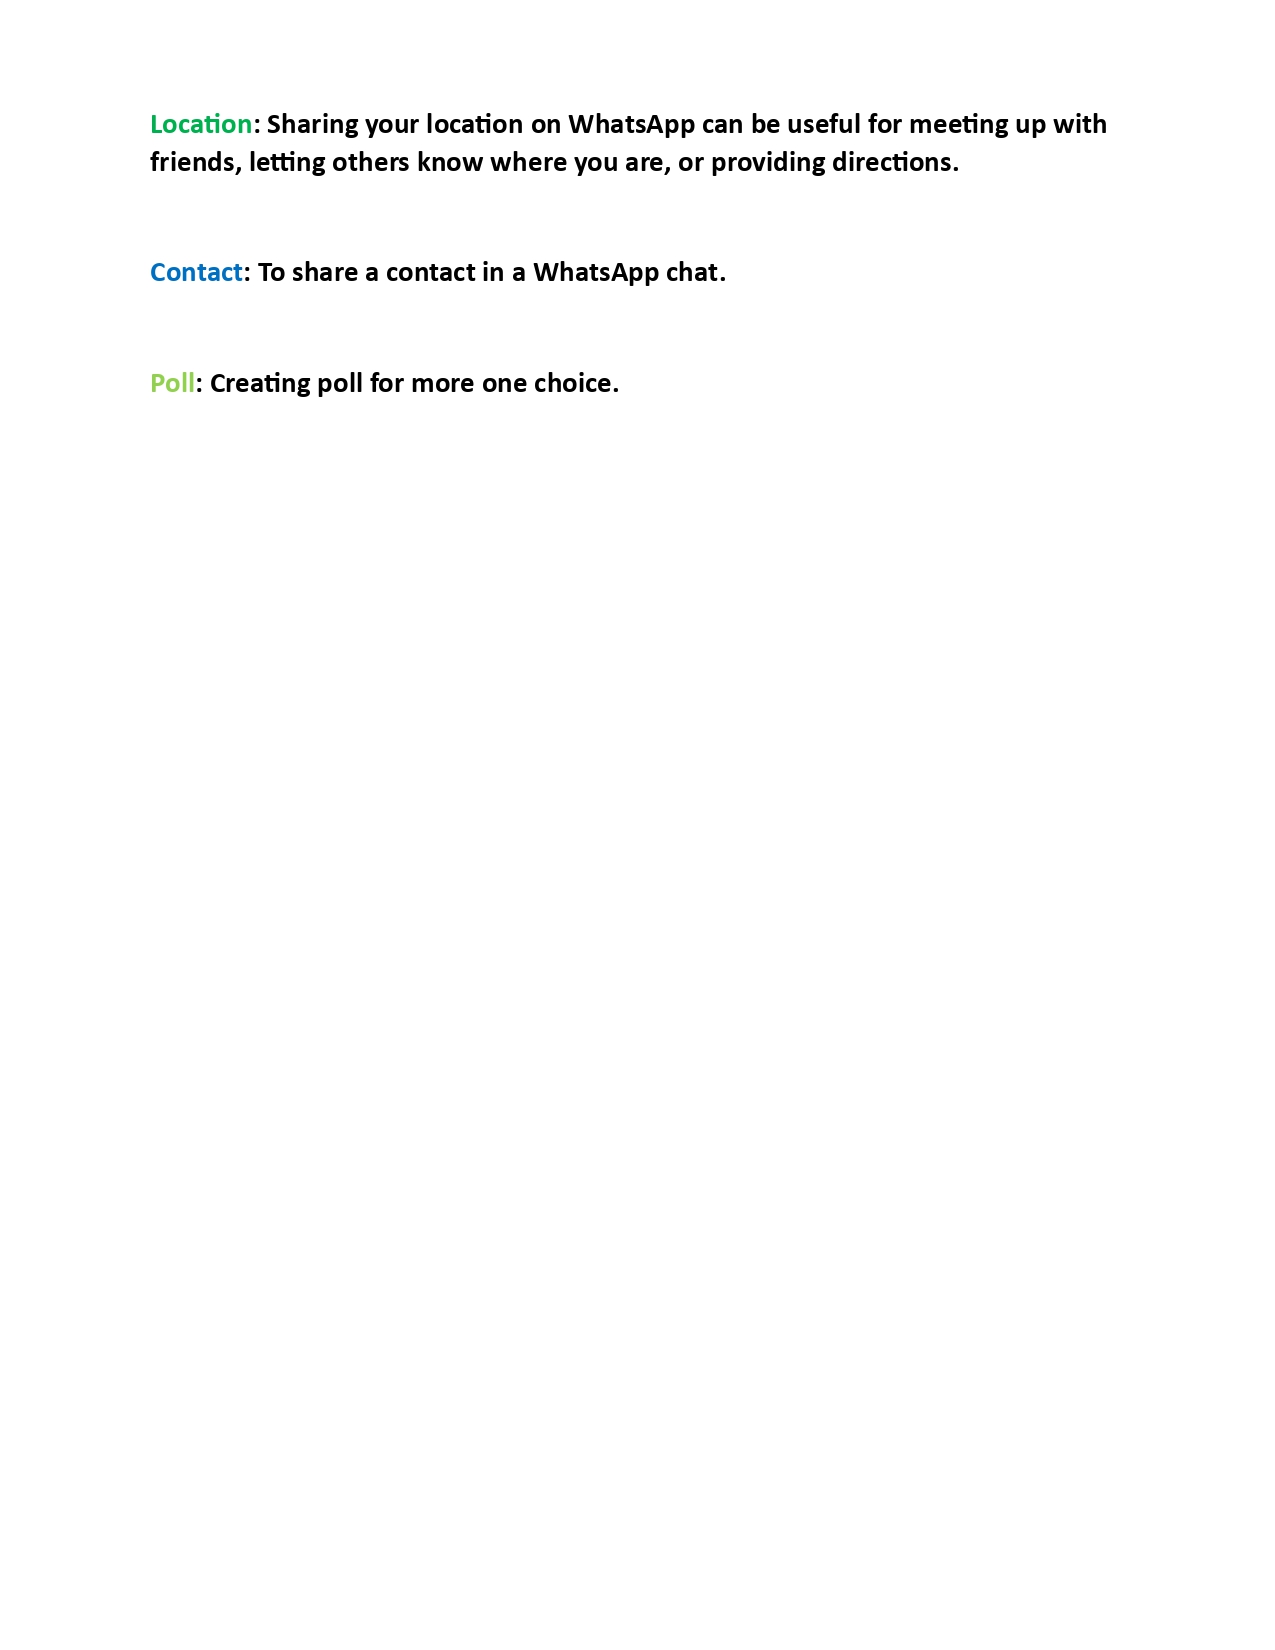 Location: Sharing your location on WhatsApp can be useful for meeting up with
friends, letting others know where you are, or providing directions.
Contact: To share a contact in a WhatsApp chat.
Poll: Creating poll for more one choice.